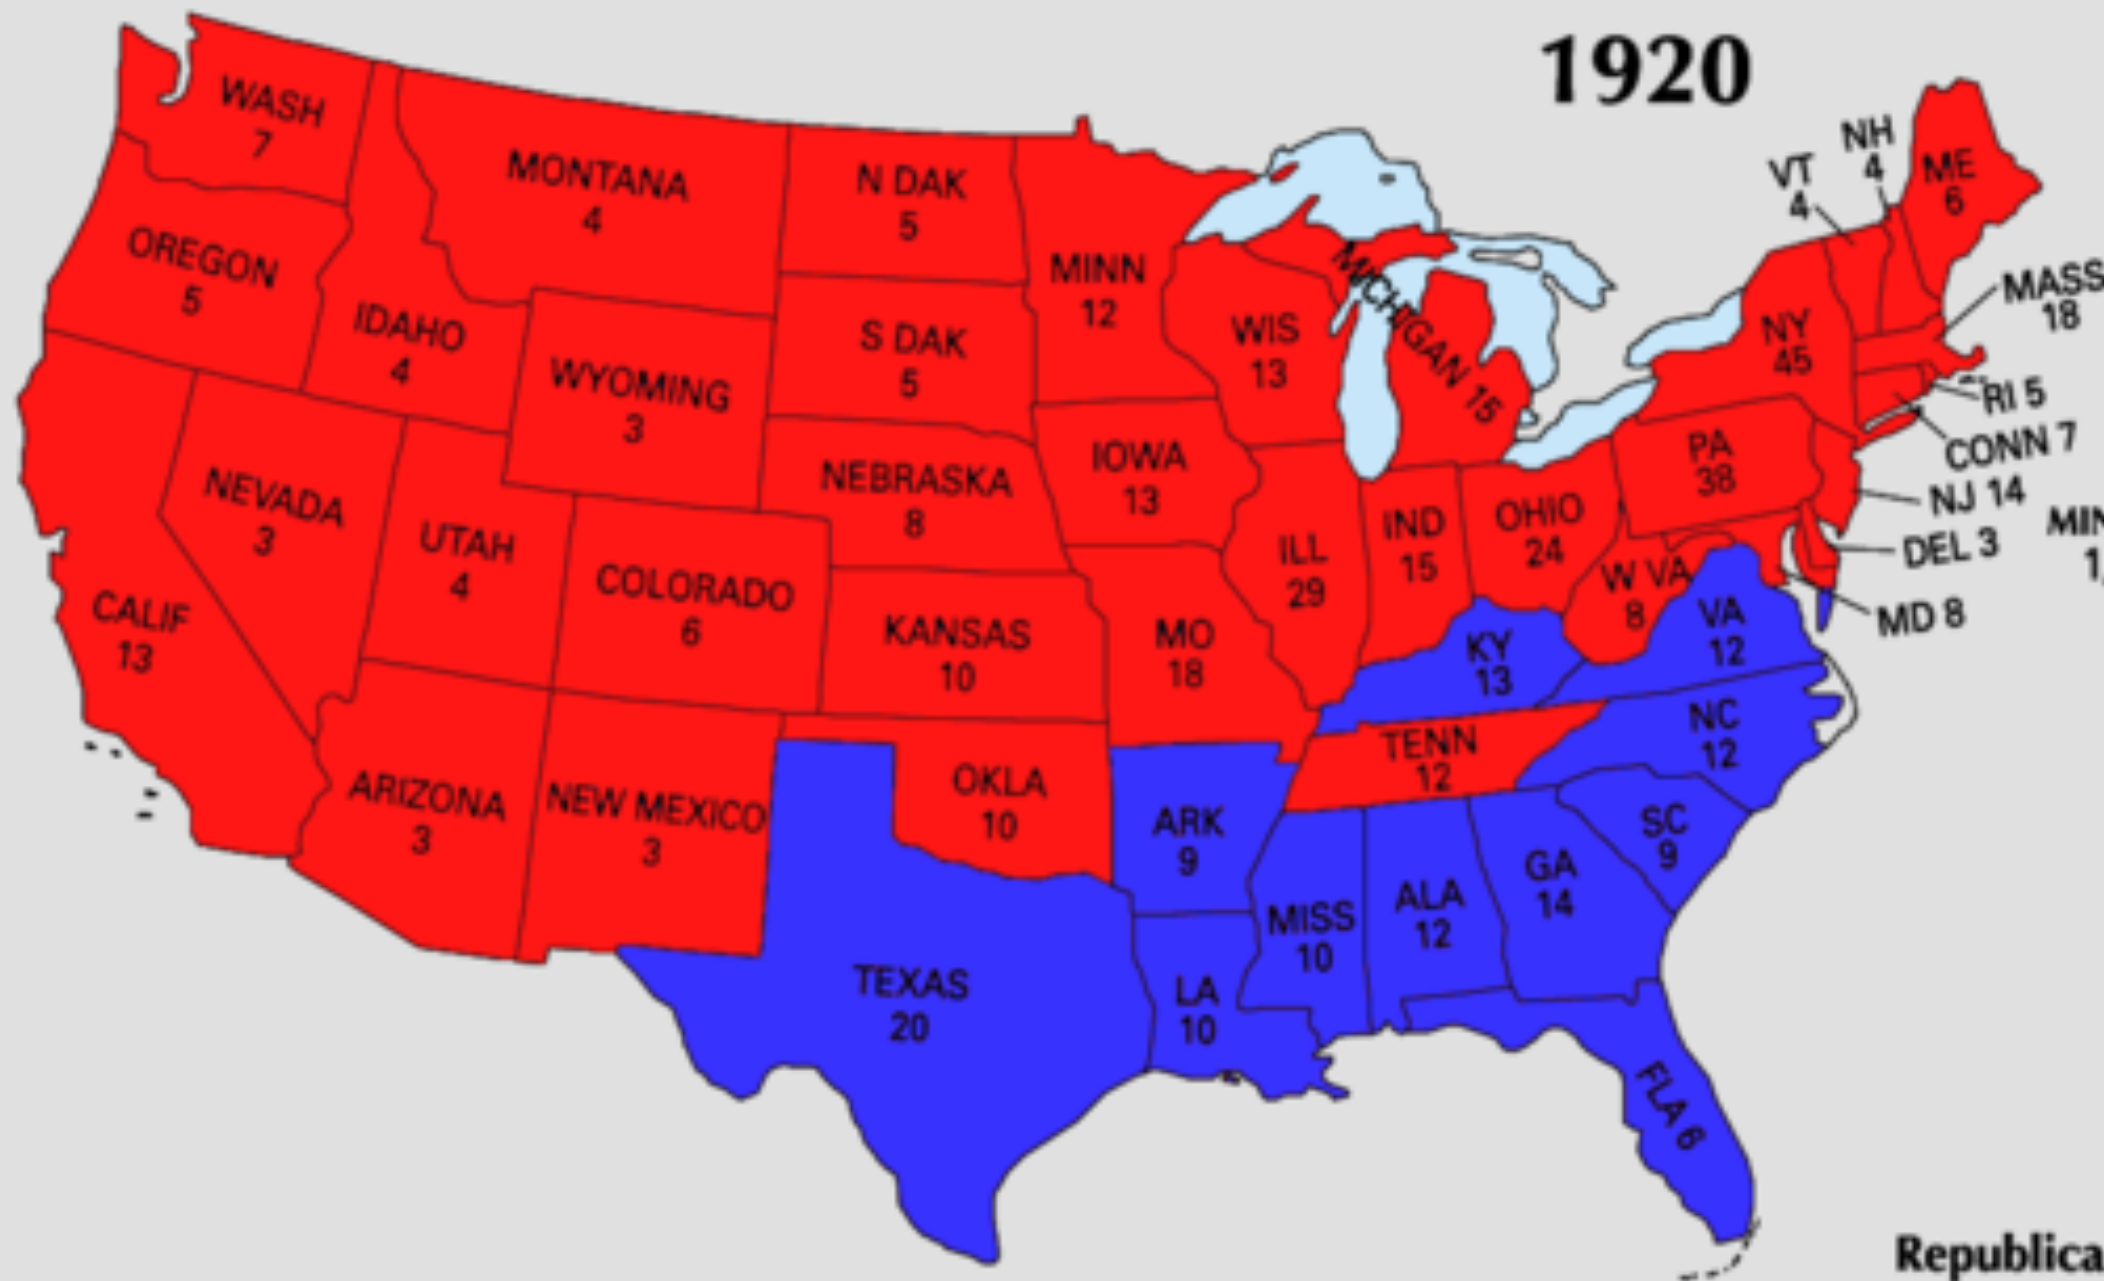 1920
WASH
7
MONTANA
4
N DAK
5
MINN
12
OREGON
5
IDAHO
4
WYOMING
3
S DAK
5
WIS
13
MICHIGAN 15
VT
4
NH
4
ME
6
MASS
18
NY
45
RI 5
CONN 7
NJ 14
PA
38
DEL 3
MIN
1,
MD 8
NEVADA
3
UTAH
4
COLORADO
6
NEBRASKA
8
IOWA
13
ILL
29
IND
15
OHIO
24
W VA
8
VA
12
CALIF
13
KANSAS
10
MO
18
KY
13
NC
12
TENN
12
ARIZONA
3
NEW MEXICO
3
OKLA
10
ARK
9
SC
9
MISS
10
ALA
12
GA
14
TEXAS
20
LA
10
FLA 6
Republica